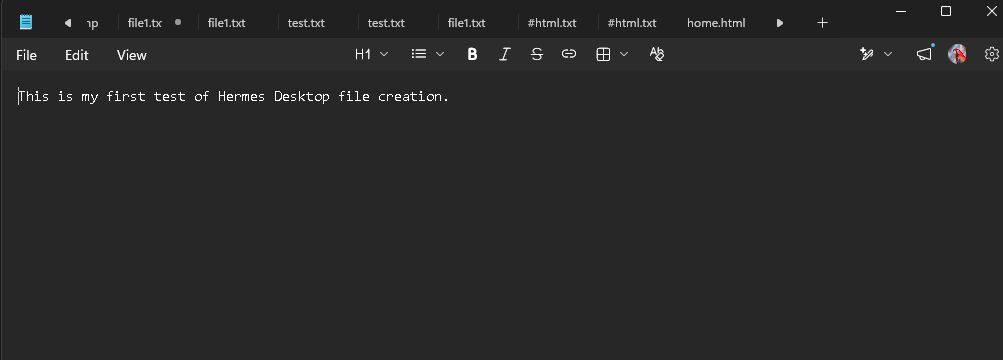 file1.tx file1.txt test.txt test.txt file1.txt #html.txt #html.txt home.html
File Edit View H1 B I S
This is my first test of Hermes Desktop file creation.